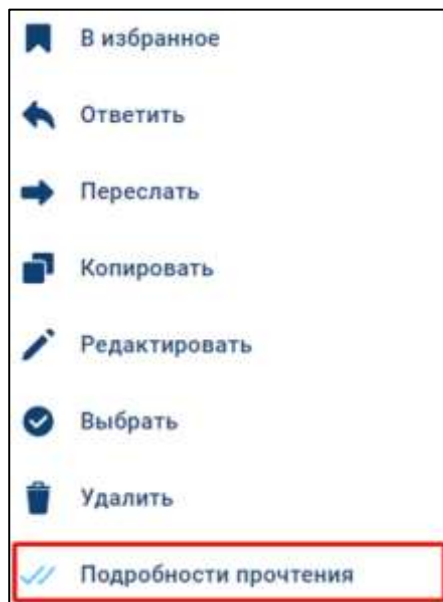 В избранное
Ответить
Переслать
Копировать
Редактировать
Выбрать
Удалить
Подробности прочтения